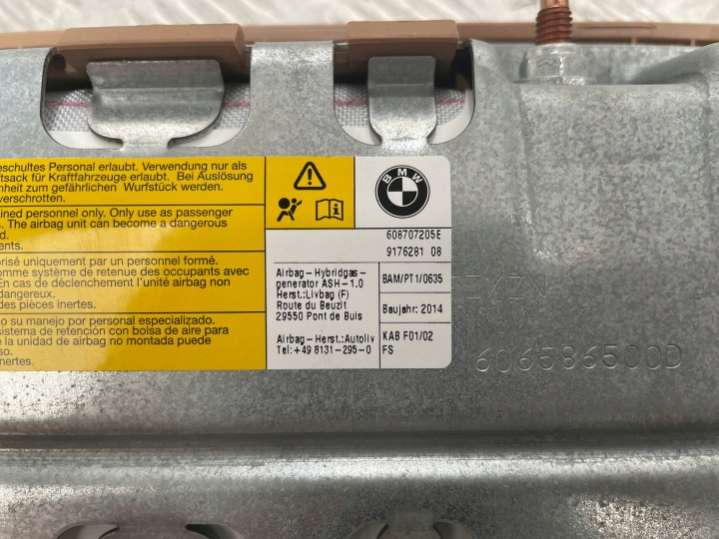 schultes Personal erlaubt. Verwendung nur als
tsack für Kraftfahrzeuge erlaubt. Bei Auslösung
nheit zum gefährlichen Wurfstück werden.
verschrotten.
ined personnel only. Only use as passenger
s. The airbag unit can become a dangerous
d.
ents.
orisé uniquement par un personnel formé.
omme système de retenue des occupants avec
En cas de déclenchement l'unité airbag non
dangereux.
des pièces inertes.
o su manejo por personal especializado.
sistema de retención con bolsa de aire para
e la unidad de airbag no montada puede
so.
inertes.
BMW
608707205E
9176281 08
Airbag-Hybridgas-
generator ASH-1.0
Herst.:Livbag (F)
Route du Beuzit
29550 Pont de Buis
BAM/PT1/0635
Baujahr: 2014
Airbag-Herst.:Autoliv
Tel:+49 8131-295-0
KAB F01/02
FS
606586500D